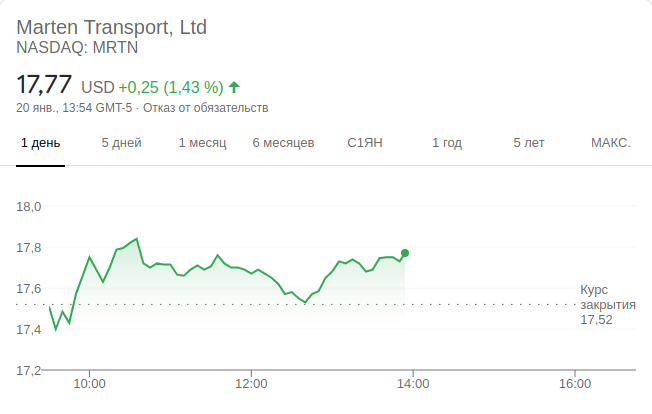 Marten Transport, Ltd
NASDAQ: MRTN
17,77 USD +0,25 (1,43 %)
20 янв., 13:54 GMT-5 · Отказ от обязательств
1 день 5 дней 1 месяц 6 месяцев С1ЯН 1 год 5 лет МАКС.
18,0
17,8
17,6
17,4
17,2
Курс
закрытия
17,52
10:00 12:00 14:00 16:00